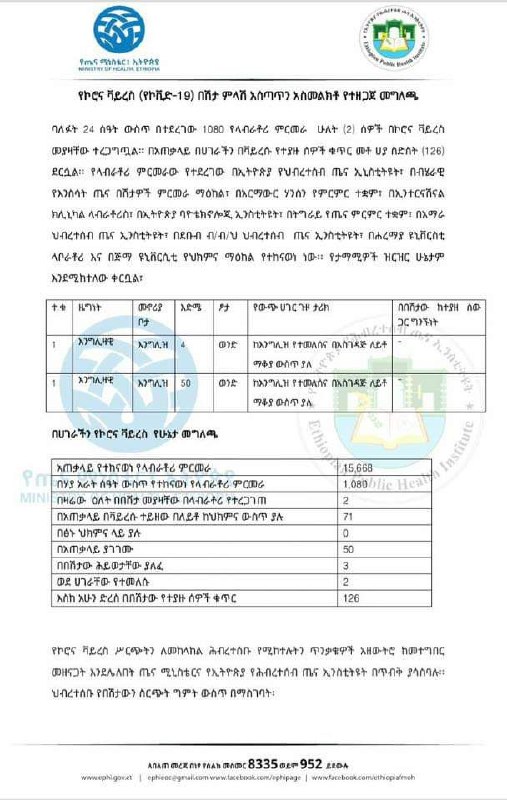 የጤና ሚኒስቴር፣ ኢትዮጵያ
MINISTRY OF HEALTH, ETHIOPIA
Ethiopian Public Health Institute
የኮሮና ቫይረስ (የኮቪድ-19) በሽታ ምላሽ አሰጣጥን አስመልክቶ የተዘጋጀ መግለጫ
ባለፉት 24 ሰዓት ውስጥ በተደረገው 1080 የላብራቶሪ ምርመራ ሁለት (2) ሰዎች በኮሮና ቫይረስ
መያዛቸው ተረጋግጧል። በአጠቃላይ በሀገራችን በቫይረሱ የተያዙ ሰዎች ቁጥር መቶ ሀያ ስድስት (126)
ደርሷል። የላብራቶሪ ምርመራው የተደረገው በኢትዮጵያ የህብረተሰብ ጤና ኢኒስቲትዩት፣ በብሄራዊ
የእንስሳት ጤና በሽታዎች ምርመራ ማዕከል፣ በአርማውር ሃንሰን የምርምር ተቋም፣ በኢንተርናሽናል
ክሊኒካል ላብራቶሪስ፣ በኢትዮጵያ ባዮቴክኖሎጂ ኢንስቲትዩት፣ በትግራይ የጤና ምርምር ተቋም፣ በአማራ
ህብረተሰብ ጤና ኢንስቲትዩት፣ በደቡብ ብ/ብ/ህ ህብረተሰብ ጤና ኢንስቲትዩት፣ በሐረማያ ዩኒቨርስቲ
ላቦራቶሪ እና በጅማ ዩኒቨርሲቲ የህክምና ማዕከል የተከናወነ ነው። የታማሚዎች ዝርዝር ሁኔታም
እንደሚከተለው ቀርቧል፣
ተ ቁ ዜግነት መኖሪያ ቦታ እድሜ ፆታ የውጭ ሀገር ጉዞ ታሪክ በበሽታው ከተያዘ ሰው ጋር ግንኙነት
1 እንግሊዛዊ እንግሊዝ 4 ወንድ ከእንግሊዝ የተመለሰና በአስገዳጅ ለይቶ ማቆያ ውስጥ ያለ -
1 እንግሊዛዊ እንግሊዝ 50 ወንድ ከእንግሊዝ የተመለሰና በአስገዳጅ ለይቶ ማቆያ ውስጥ ያለ -
በሀገራችን የኮሮና ቫይረስ የሁኔታ መግለጫ
አጠቃላይ የተከናወነ የላብራቶሪ ምርመራ 15,668
በሃያ አራት ሰዓት ውስጥ የተከናወነ የላብራቶሪ ምርመራ 1,080
በዛሬው ዕለት በበሽታ መያዛቸው በላብራቶሪ የተረጋገጠ 2
በአጠቃላይ በቫይረሱ ተይዘው በለይቶ ህክምና ውስጥ ያሉ 71
በፅኑ ህክምና ላይ ያሉ 0
በአጠቃላይ ያገገሙ 50
በበሽታው ሕይወታቸው ያለፈ 3
ወደ ሀገራቸው የተመለሱ 2
እስከ አሁን ድረስ በበሽታው የተያዙ ሰዎች ቁጥር 126
የኮሮና ቫይረስ ሥርጭትን ለመከላከል ሕብረተሰቡ የሚከተሉትን ጥንቃቄዎች አዘውትሮ ከመተግበር
መዘናጋት እንደሌለበት ጤና ሚኒስቴርና የኢትዮጵያ የሕብረተሰብ ጤና ኢንስቲትዩት በጥብቅ ያሳስባሉ።
ህብረተሰቡ የበሽታውን ስርጭት ግምት ውስጥ በማስገባት፡
ለበለጠ መረጃ በነፃ የስልክ መስመር 8335 ወይም 952 ይደውሉ
www.ephi.gov.et | ephieoc@gmail.com www.facebook.com/ephipage | www.facebook.com/ethiopiafmoh